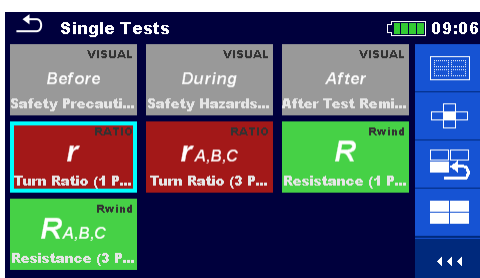 Single Tests
09:06
VISUAL
VISUAL
VISUAL
Before
During
After
Safety Precauti...
Safety Hazards...
After Test Remi...
RATIO
RATIO
Rwind
r
rA,B,C
R
Turn Ratio (1 P...
Turn Ratio (3 P...
Resistance (1 P...
Rwind
RA,B,C
Resistance (3 P...